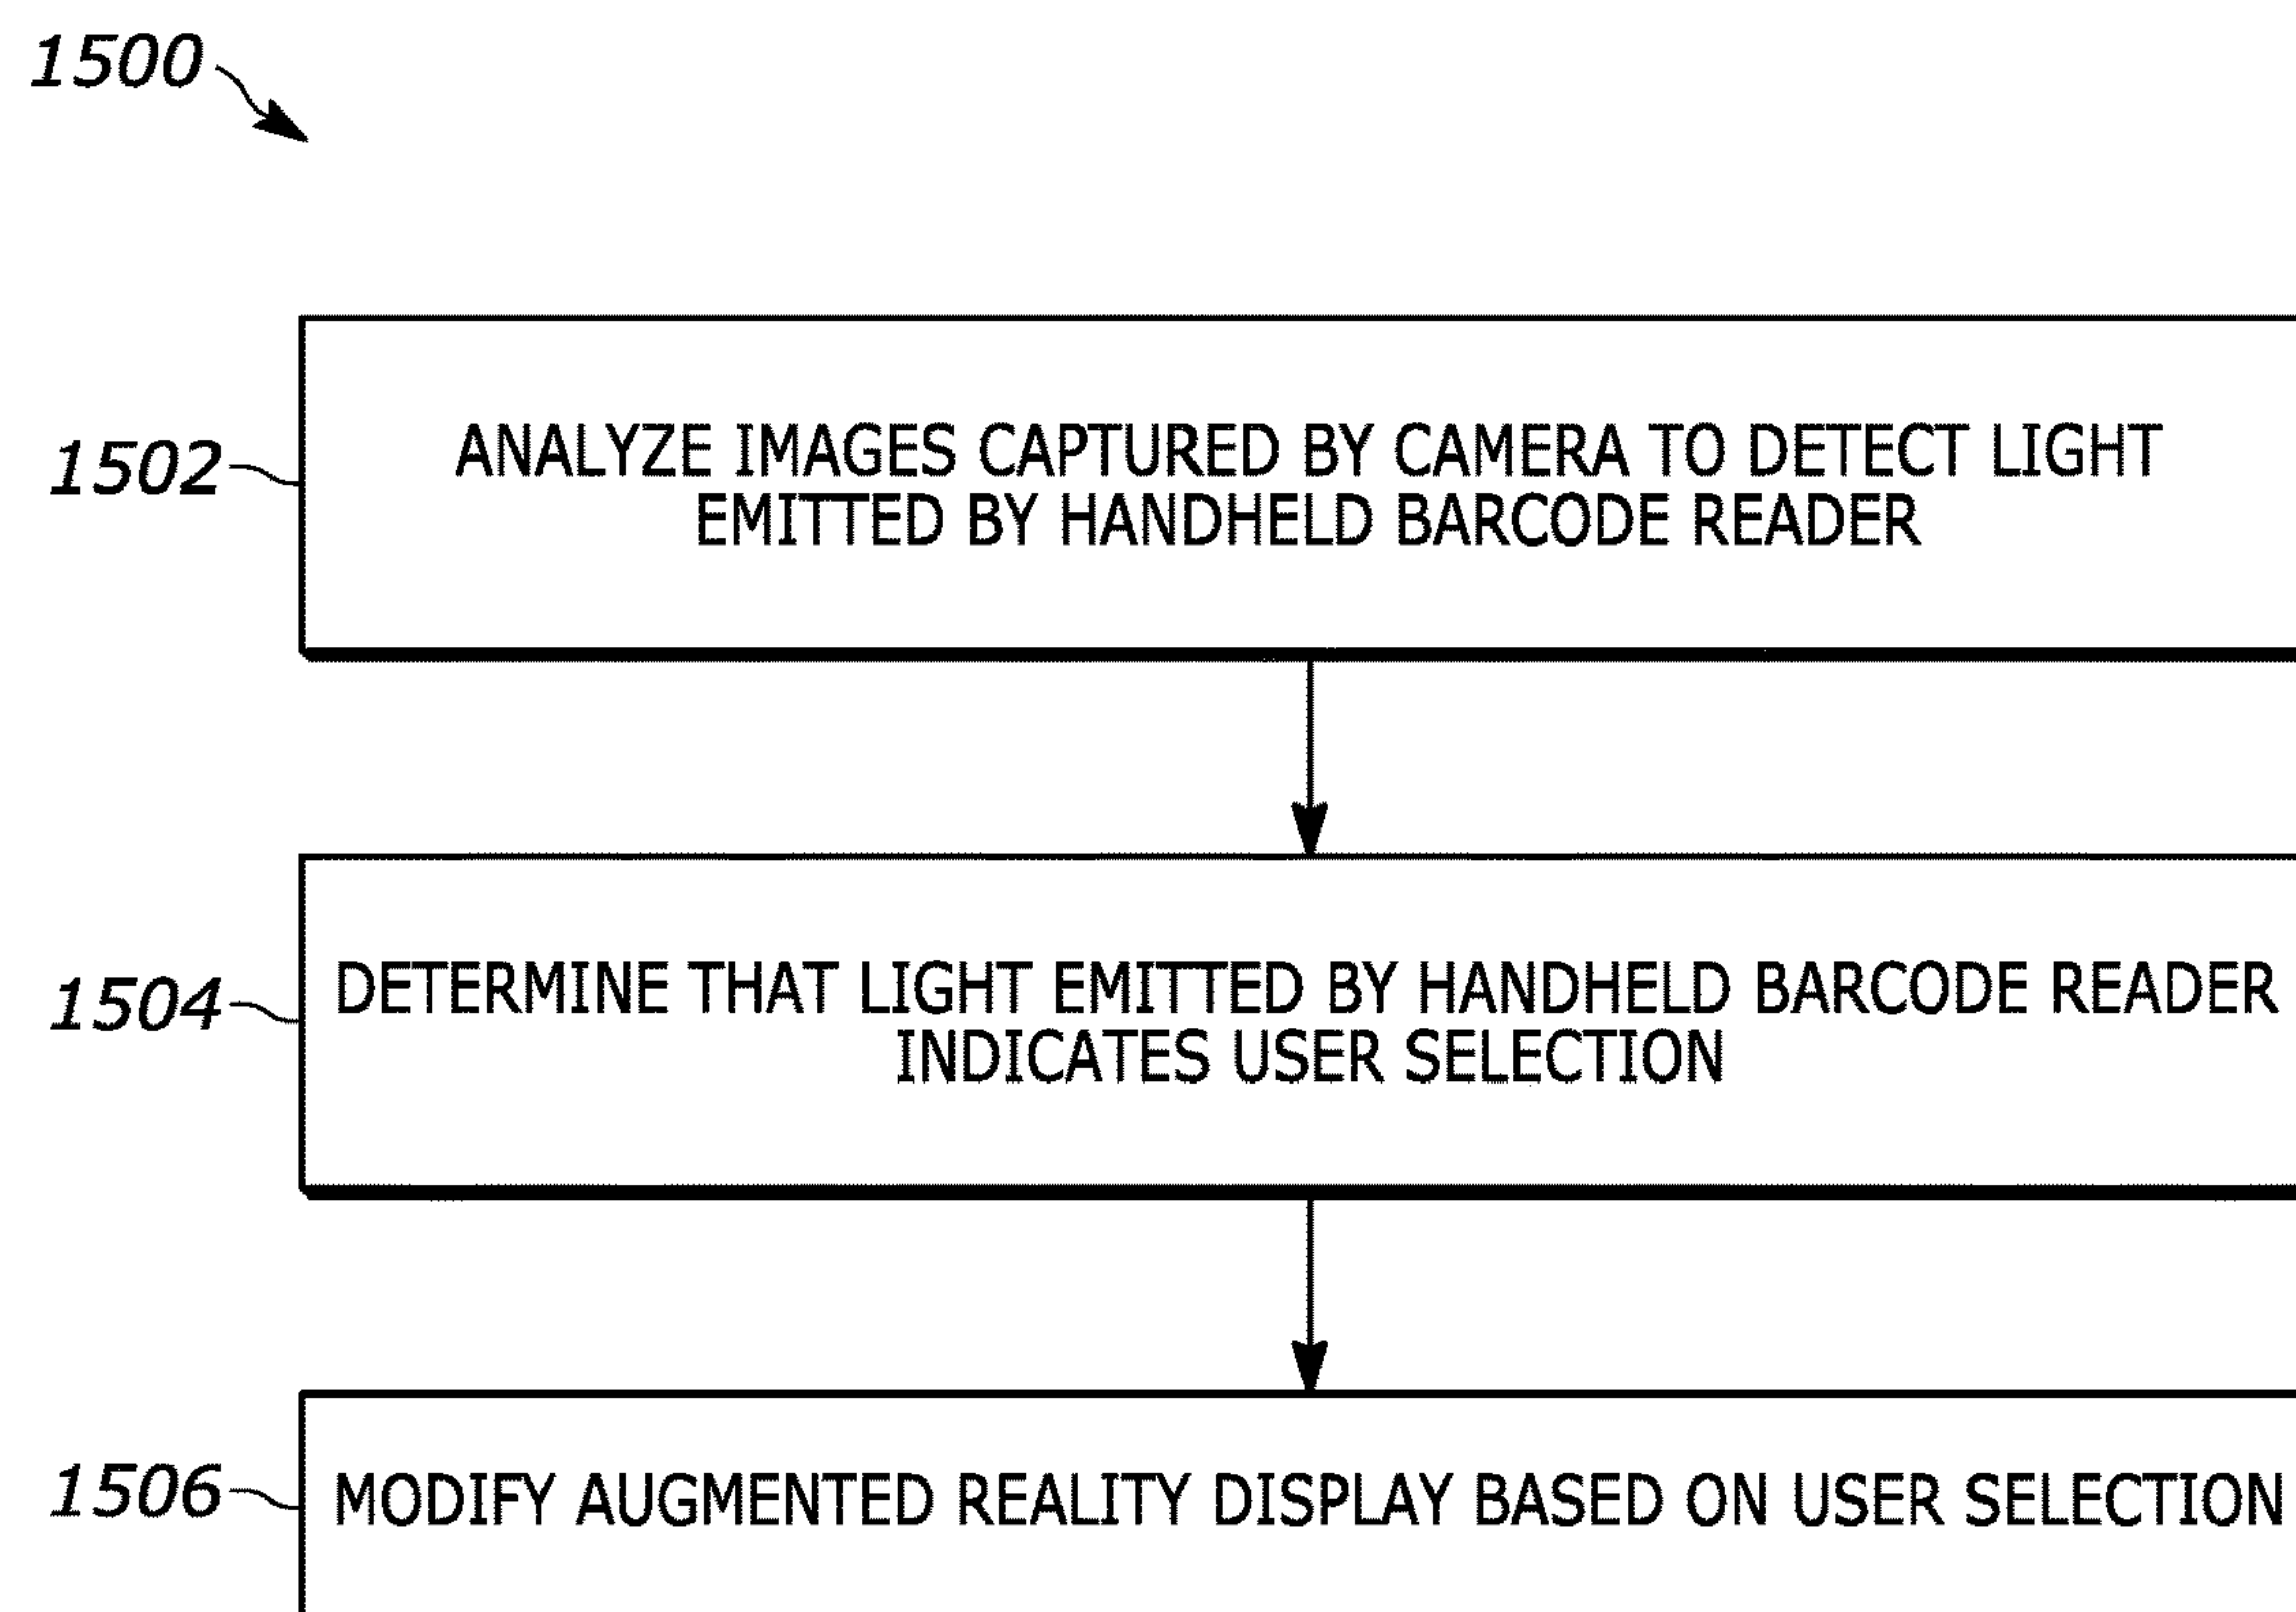 1500
1502
ANALYZE IMAGES CAPTURED BY CAMERA TO DETECT LIGHT
EMITTED BY HANDHELD BARCODE READER
1504
DETERMINE THAT LIGHT EMITTED BY HANDHELD BARCODE READER
INDICATES USER SELECTION
1506
MODIFY AUGMENTED REALITY DISPLAY BASED ON USER SELECTION